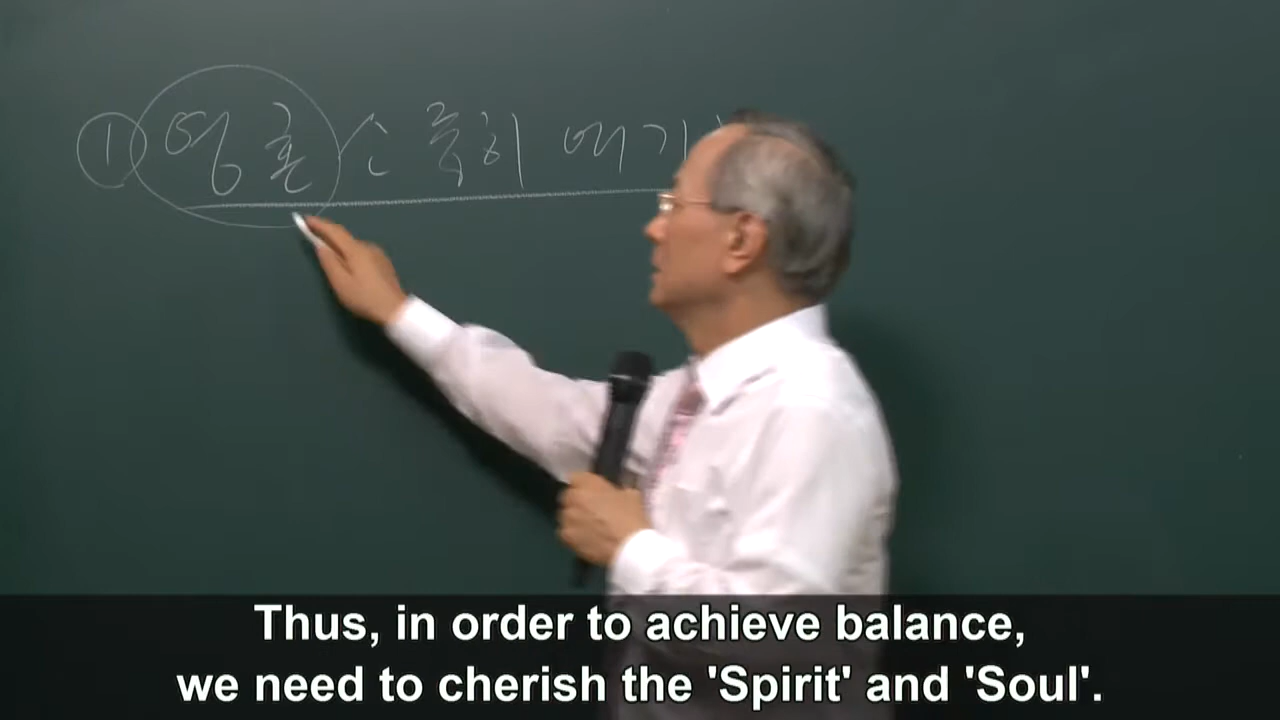 ① 영혼 소중히 여기
Thus, in order to achieve balance,
we need to cherish the 'Spirit' and 'Soul'.